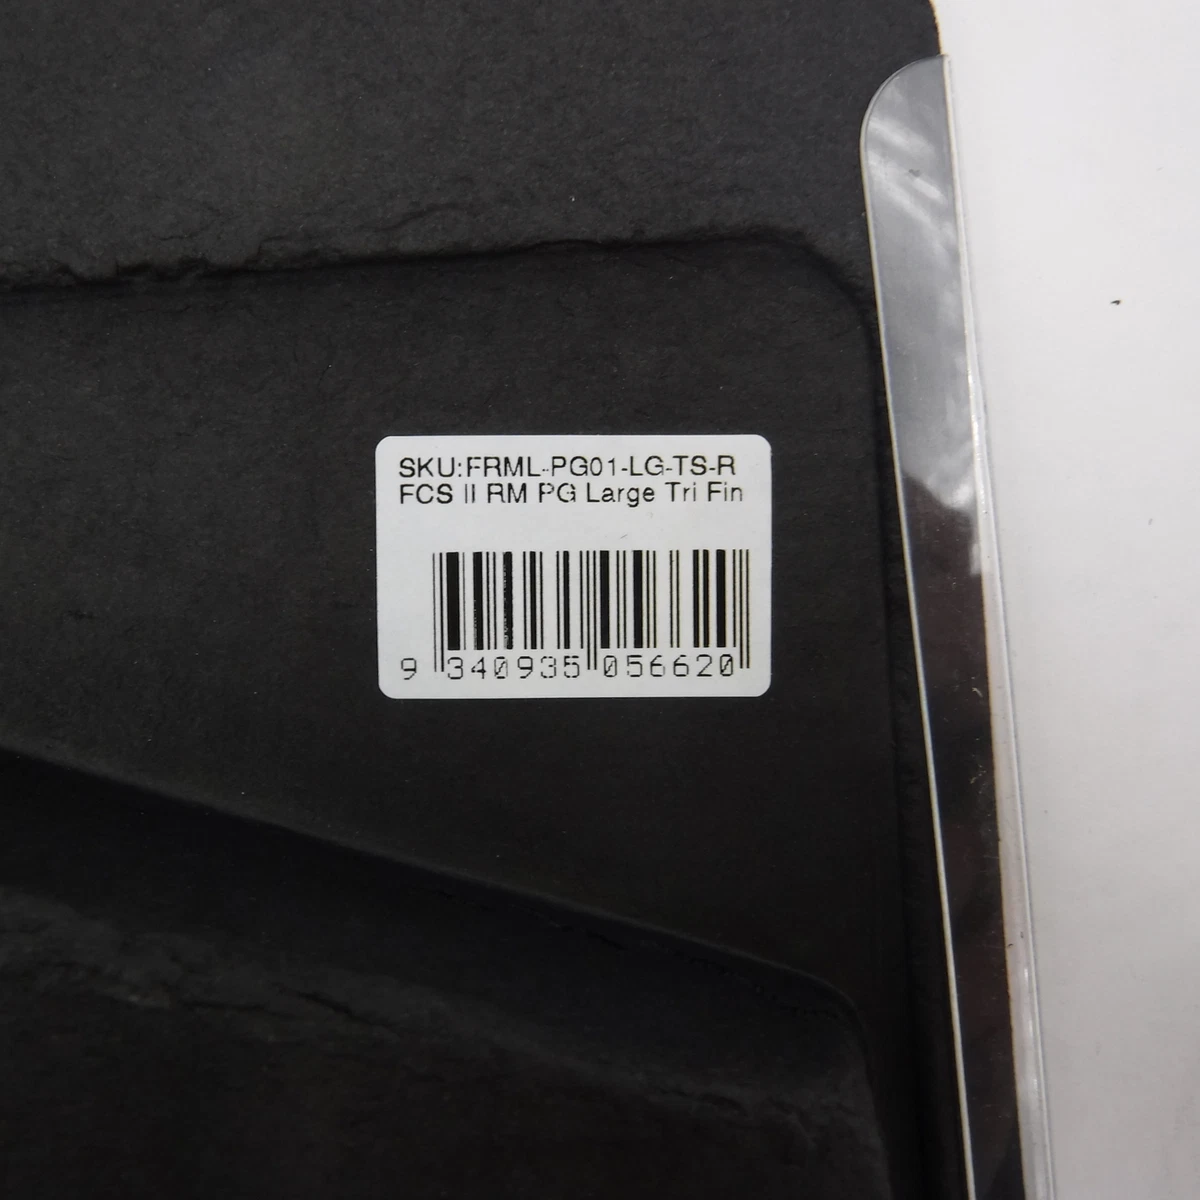 SKU:FRML-PG01-LG-TS-R
FCS II RM PG Large Tri Fin
9 340935 056620